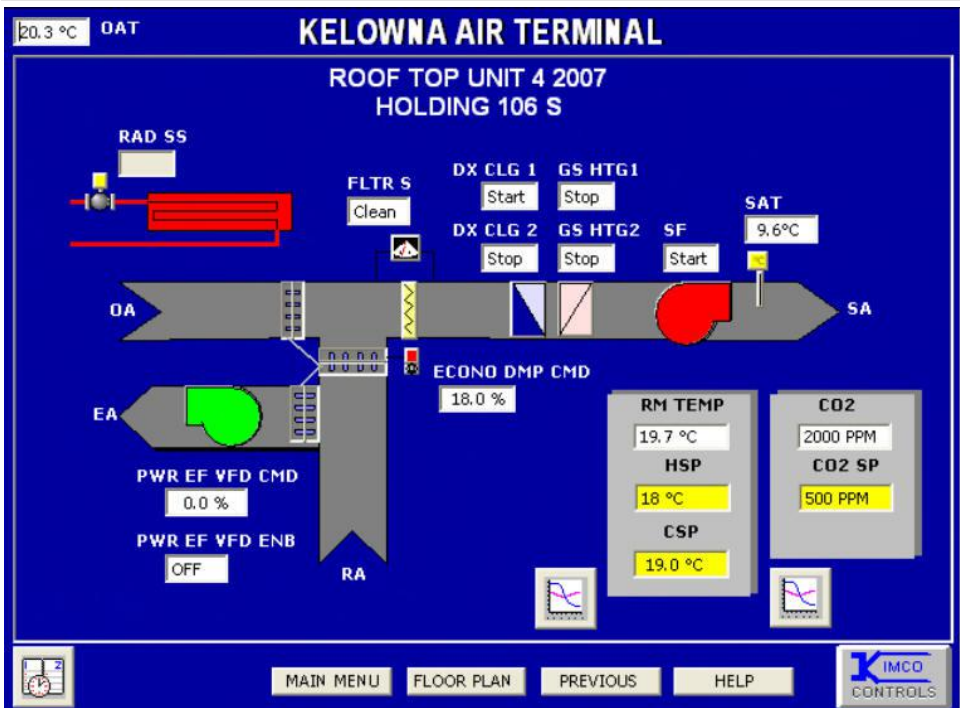 20.3 °C OAT
KELOWNA AIR TERMINAL
ROOF TOP UNIT 4 2007
HOLDING 106 S
RAD SS
FLTR S
Clean
DX CLG 1 GS HTG1
Start Stop
DX CLG 2 GS HTG2 SF
Stop Stop Start
SAT
9.6°C
OA
SA
ECONO DMP CMD
18.0 %
EA
PWR EF VFD CMD
0.0 %
PWR EF VFD ENB
OFF
RA
RM TEMP
19.7 °C
HSP
18 °C
CSP
19.0 °C
CO2
2000 PPM
CO2 SP
500 PPM
1 2
MAIN MENU FLOOR PLAN PREVIOUS HELP
KIMCO
CONTROLS